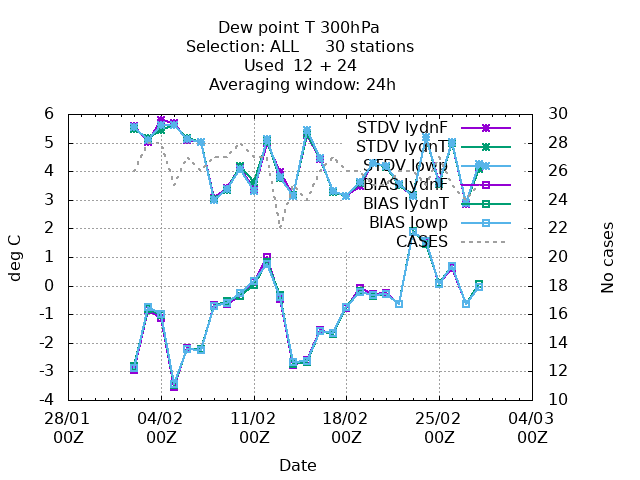 Dew point T 300hPa
Selection: ALL     30 stations
Used  12 + 24
Averaging window: 24h
6 30
STDV lydnF
5 28
STDV lydnT
4 26
STDV lowp
BIAS lydnF
3 24
BIAS lydnT
2 22
BIAS lowp
CASES
1 20
0 18
-1 16
-2 14
-3 12
-4 10
deg C
No cases
28/01 04/02 11/02 18/02 25/02 04/03
00Z 00Z 00Z 00Z 00Z 00Z
Date